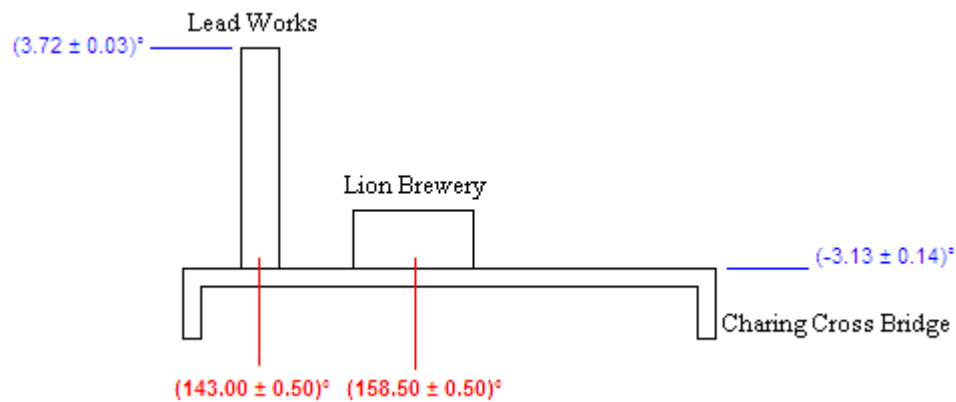 Lead Works
(3.72 ± 0.03)°
Lion Brewery
(-3.13 ± 0.14)°
Charing Cross Bridge
(143.00 ± 0.50)° (158.50 ± 0.50)°